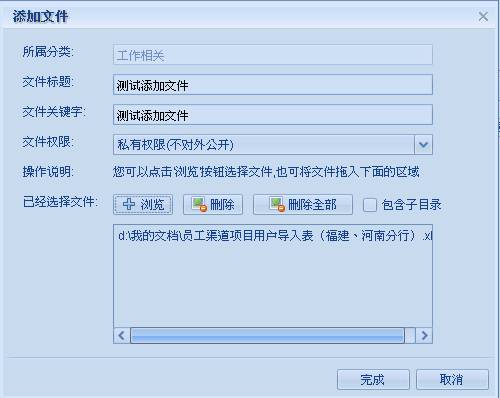 添加文件
所属分类: 工作相关
文件标题: 测试添加文件
文件关键字: 测试添加文件
文件权限: 私有权限(不对外公开)
操作说明: 您可以点击'浏览'按钮选择文件,也可将文件拖入下面的区域
已经选择文件: 浏览 删除 删除全部 包含子目录
d:\我的文档\员工渠道项目用户导入表（福建、河南分行）.xl
完成 取消